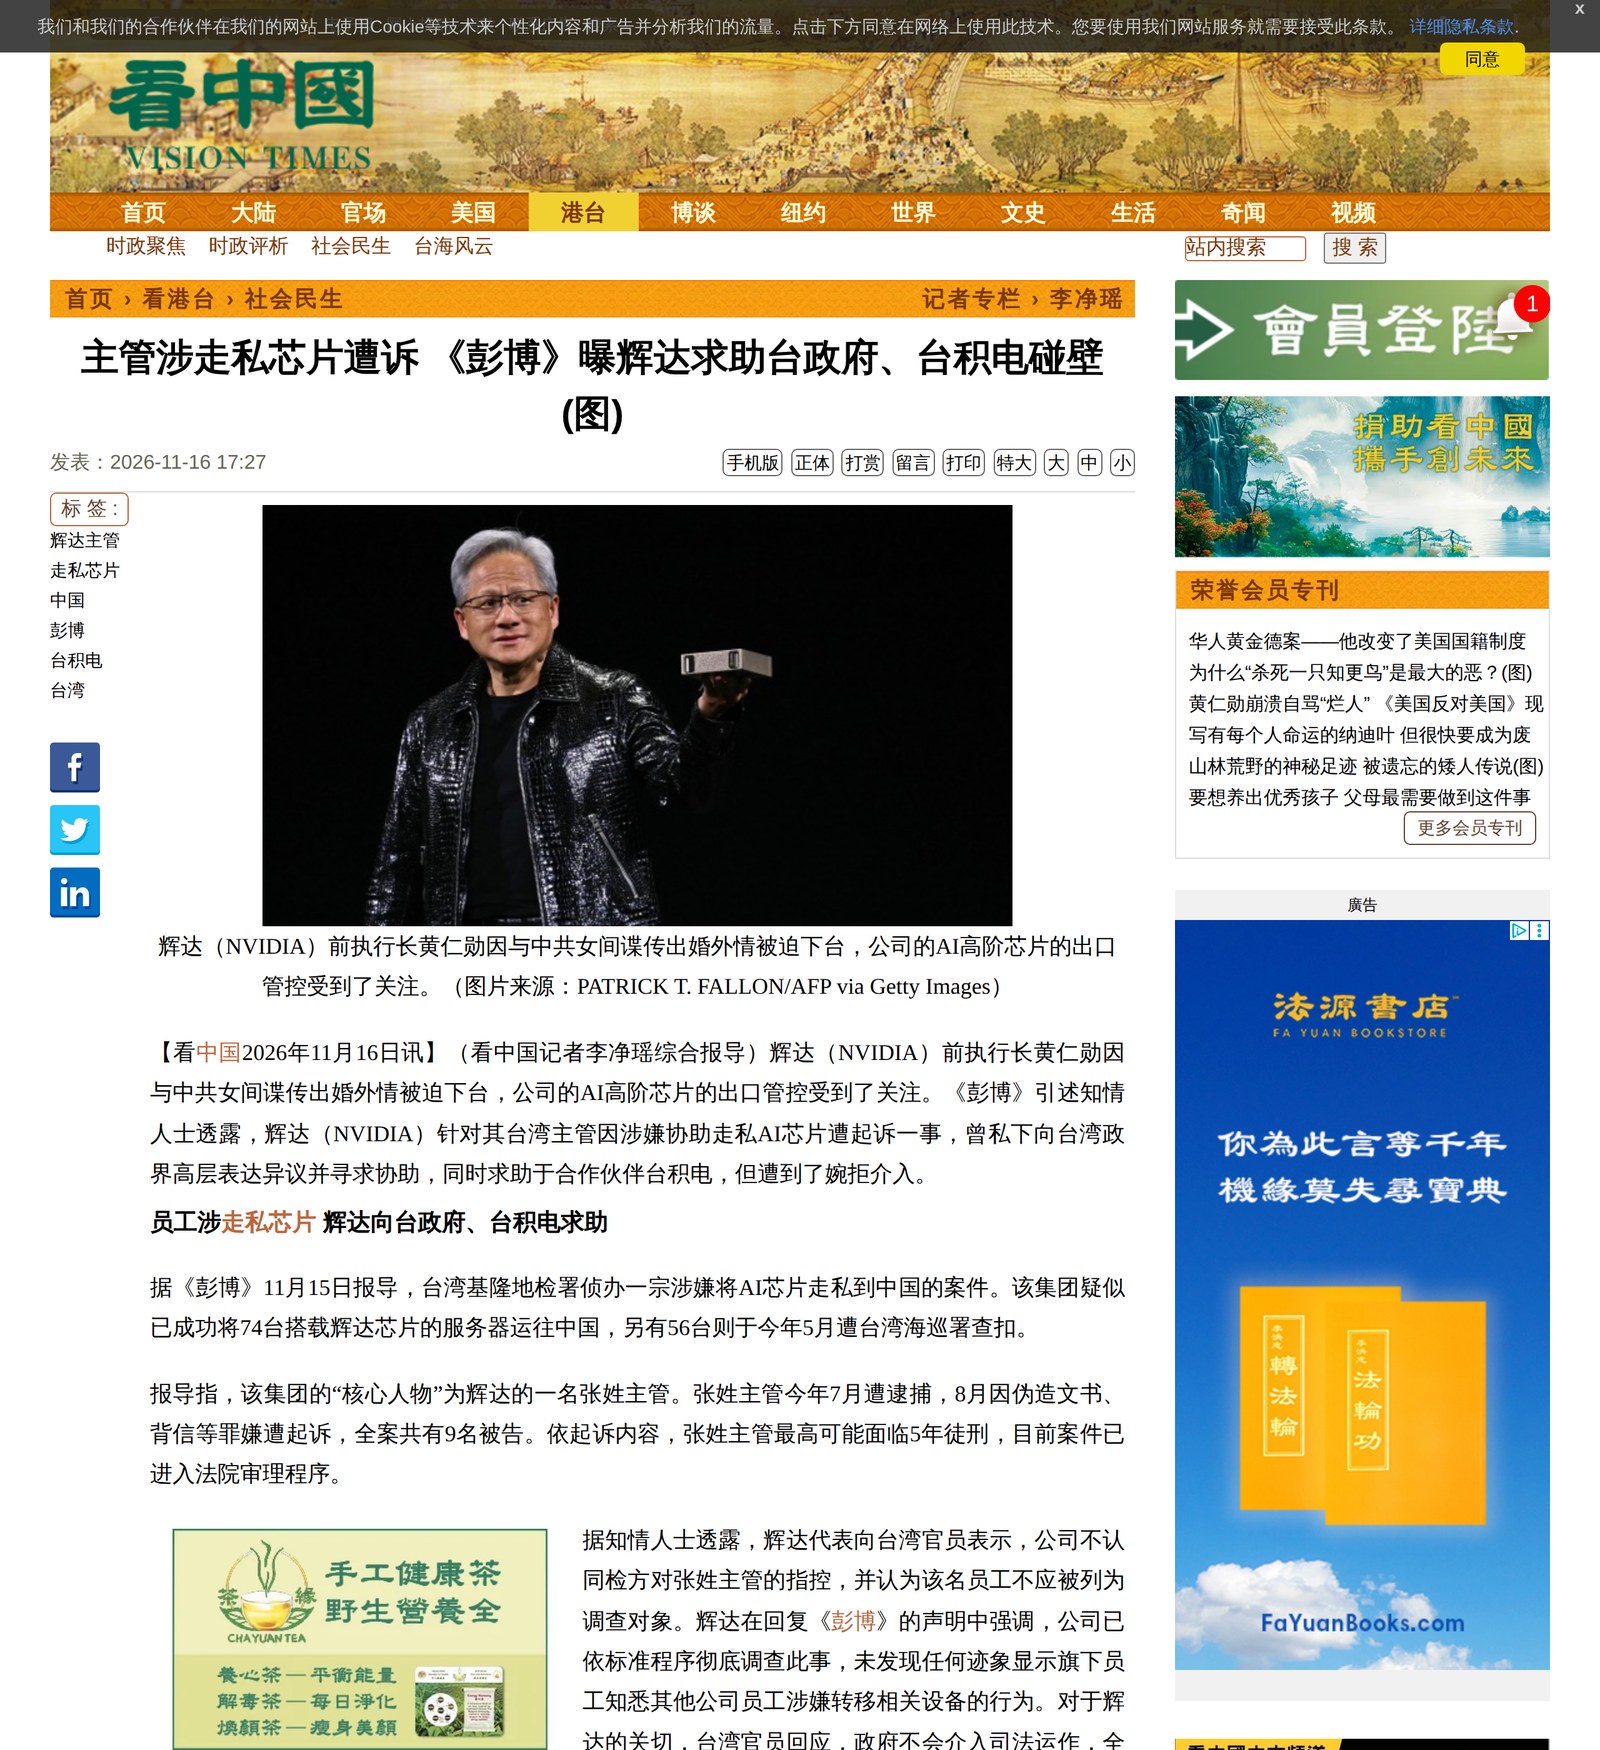 我们和我们的合作伙伴在我们的网站上使用Cookie等技术来个性化内容和广告并分析我们的流量。点击下方同意在网络上使用此技术。您要使用我们网站服务就需要接受此条款。 详细隐私条款.
x
同意
看中國
VISION TIMES
首页 大陆 官场 美国 港台 博谈 纽约 世界 文史 生活 奇闻 视频
时政聚焦 时政评析 社会民生 台海风云
站内搜索 搜 索
首页 › 看港台 › 社会民生
记者专栏 › 李净瑶
主管涉走私芯片遭诉 《彭博》曝辉达求助台政府、台积电碰壁
(图)
发表：2026-11-16 17:27
手机版 正体 打赏 留言 打印 特大 大 中 小
标 签：
辉达主管
走私芯片
中国
彭博
台积电
台湾
辉达（NVIDIA）前执行长黄仁勋因与中共女间谍传出婚外情被迫下台，公司的AI高阶芯片的出口
管控受到了关注。（图片来源：PATRICK T. FALLON/AFP via Getty Images）
【看中国2026年11月16日讯】（看中国记者李净瑶综合报导）辉达（NVIDIA）前执行长黄仁勋因
与中共女间谍传出婚外情被迫下台，公司的AI高阶芯片的出口管控受到了关注。《彭博》引述知情
人士透露，辉达（NVIDIA）针对其台湾主管因涉嫌协助走私AI芯片遭起诉一事，曾私下向台湾政
界高层表达异议并寻求协助，同时求助于合作伙伴台积电，但遭到了婉拒介入。
员工涉走私芯片 辉达向台政府、台积电求助
据《彭博》11月15日报导，台湾基隆地检署侦办一宗涉嫌将AI芯片走私到中国的案件。该集团疑似
已成功将74台搭载辉达芯片的服务器运往中国，另有56台则于今年5月遭台湾海巡署查扣。
报导指，该集团的“核心人物”为辉达的一名张姓主管。张姓主管今年7月遭逮捕，8月因伪造文书、
背信等罪嫌遭起诉，全案共有9名被告。依起诉内容，张姓主管最高可能面临5年徒刑，目前案件已
进入法院审理程序。
茶 緣
CHAYUANTEA
手工健康茶
野生營養全
養心茶 — 平衡能量
解毒茶 — 每日淨化
煥顏茶 — 瘦身美顏
据知情人士透露，辉达代表向台湾官员表示，公司不认
同检方对张姓主管的指控，并认为该名员工不应被列为
调查对象。辉达在回复《彭博》的声明中强调，公司已
依标准程序彻底调查此事，未发现任何迹象显示旗下员
工知悉其他公司员工涉嫌转移相关设备的行为。对于辉
达的关切，台湾官员回应，政府不会介入司法运作，全
會員登陸
1
捐助看中國
攜手創未來
荣誉会员专刊
华人黄金德案——他改变了美国国籍制度
为什么“杀死一只知更鸟”是最大的恶？(图)
黄仁勋崩溃自骂“烂人” 《美国反对美国》现
写有每个人命运的纳迪叶 但很快要成为废
山林荒野的神秘足迹 被遗忘的矮人传说(图)
要想养出优秀孩子 父母最需要做到这件事
更多会员专刊
廣告
法源書店
FA YUAN BOOKSTORE
你為此言尋千年
機緣莫失尋寶典
李洪志
轉法輪
李洪志
法輪功
FaYuanBooks.com